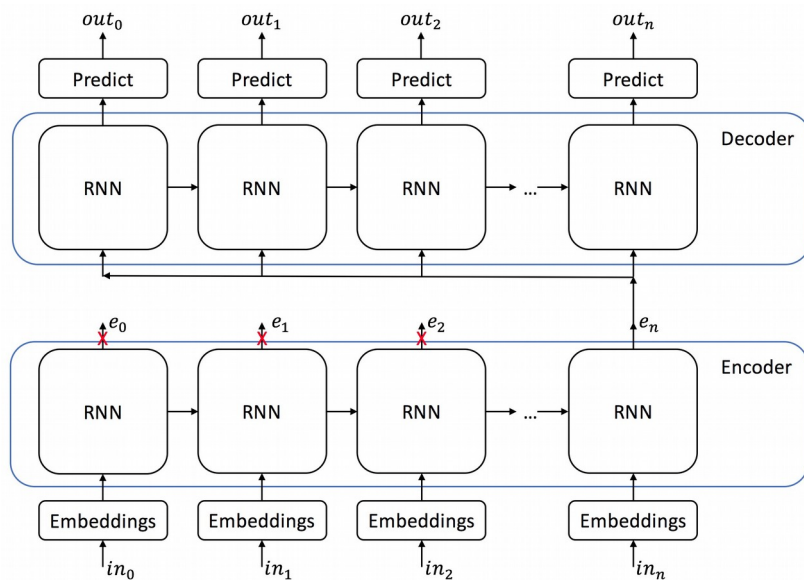 out₀ out₁ out₂ outₙ
Predict Predict Predict Predict
Decoder
RNN RNN RNN ... RNN
e₀ e₁ e₂ eₙ
Encoder
RNN RNN RNN ... RNN
Embeddings Embeddings Embeddings Embeddings
in₀ in₁ in₂ inₙ